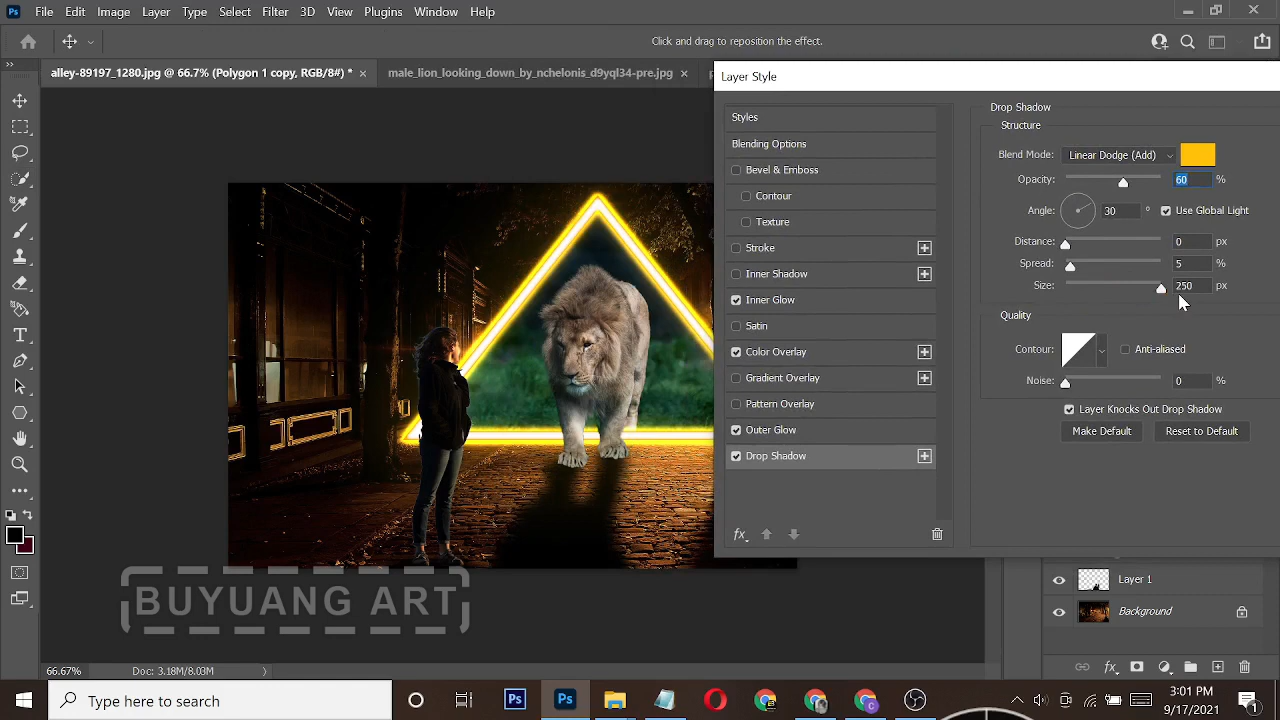 Ps File Edit Image Layer Type Select Filter 3D View Plugins Window Help
Click and drag to reposition the effect.
alley-89197_1280.jpg @ 66.7% (Polygon 1 copy, RGB/8#) *
male_lion_looking_down_by_nchelonis_d9yql34-pre.jpg
Layer Style
Styles
Blending Options
Bevel & Emboss
Contour
Texture
Stroke
Inner Shadow
Inner Glow
Satin
Color Overlay
Gradient Overlay
Pattern Overlay
Outer Glow
Drop Shadow
fx
Drop Shadow
Structure
Blend Mode: Linear Dodge (Add)
Opacity: 60 %
Angle: 30 ° Use Global Light
Distance: 0 px
Spread: 5 %
Size: 250 px
Quality
Contour: Anti-aliased
Noise: 0 %
Layer Knocks Out Drop Shadow
Make Default Reset to Default
BUYUANG ART
Layer 1
Background
fx
66.67% Doc: 3.18M/8.03M
Type here to search
Ps Ps
3:01 PM
9/17/2021